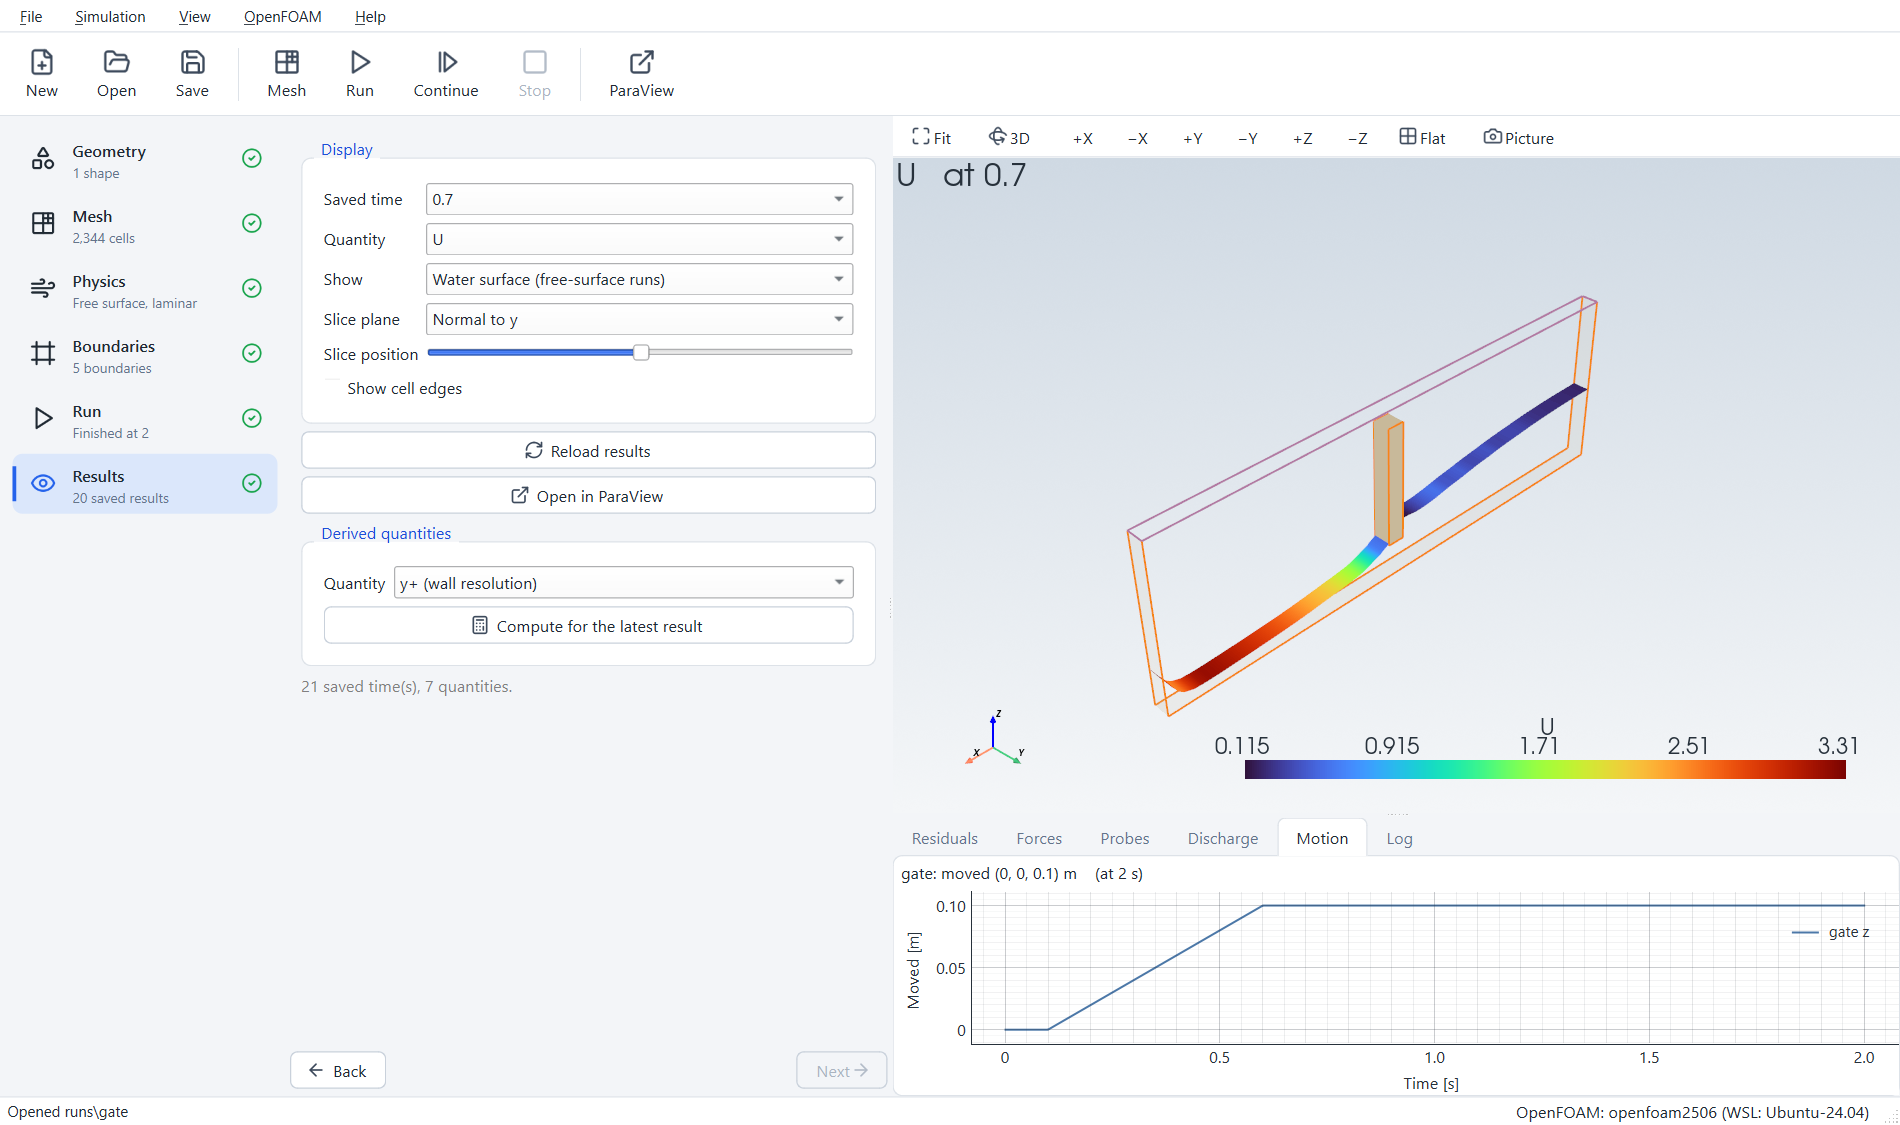 File Simulation View OpenFOAM Help
New Open Save Mesh Run Continue Stop ParaView
Geometry
1 shape
Mesh
2,344 cells
Physics
Free surface, laminar
Boundaries
5 boundaries
Run
Finished at 2
Results
20 saved results
Display
Saved time 0.7
Quantity U
Show Water surface (free-surface runs)
Slice plane Normal to y
Slice position
Show cell edges
Reload results
Open in ParaView
Derived quantities
Quantity y+ (wall resolution)
Compute for the latest result
21 saved time(s), 7 quantities.
Back Next
Fit 3D +X −X +Y −Y +Z −Z Flat Picture
U at 0.7
Z
X Y
U
0.115 0.915 1.71 2.51 3.31
Residuals Forces Probes Discharge Motion Log
gate: moved (0, 0, 0.1) m (at 2 s)
0.10
gate z
0.05
Moved [m]
0
0 0.5 1.0 1.5 2.0
Time [s]
Opened runs\gate OpenFOAM: openfoam2506 (WSL: Ubuntu-24.04)